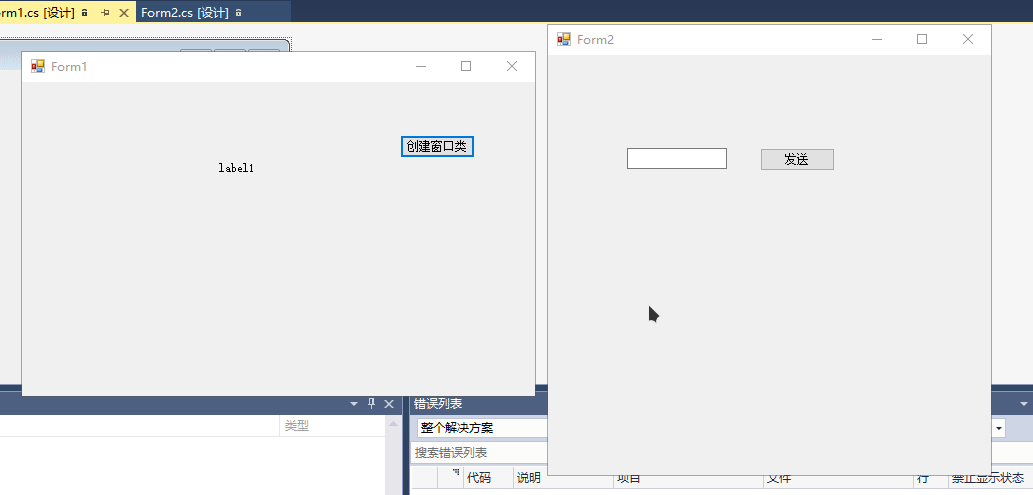 rm1.cs [设计]
Form2.cs [设计]
Form1
创建窗口类
label1
Form2
发送
类型
错误列表
整个解决方案
搜索错误列表
代码
说明
项目
文件
行
禁止显示状态